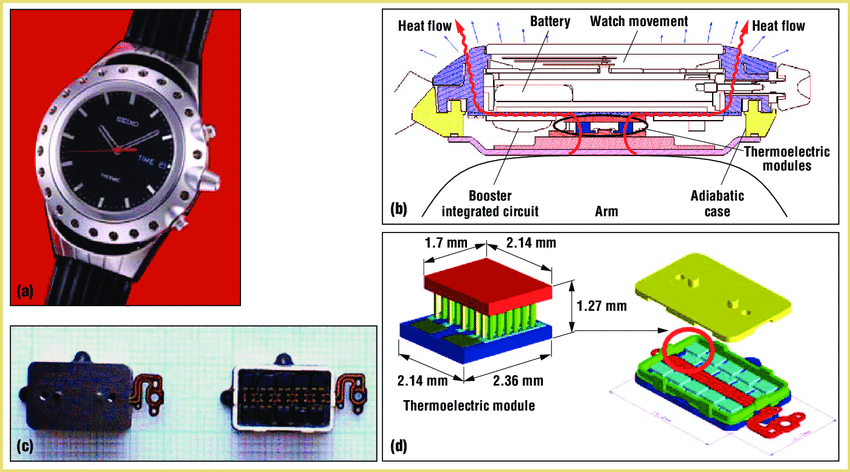 SEIKO
TIME
THERMIC
(a)
Heat flow
Battery
Watch movement
Heat flow
Thermoelectric
modules
Booster
integrated circuit
Arm
Adiabatic
case
(b)
(c)
1.7 mm
2.14 mm
1.27 mm
2.14 mm
2.36 mm
Thermoelectric module
(d)